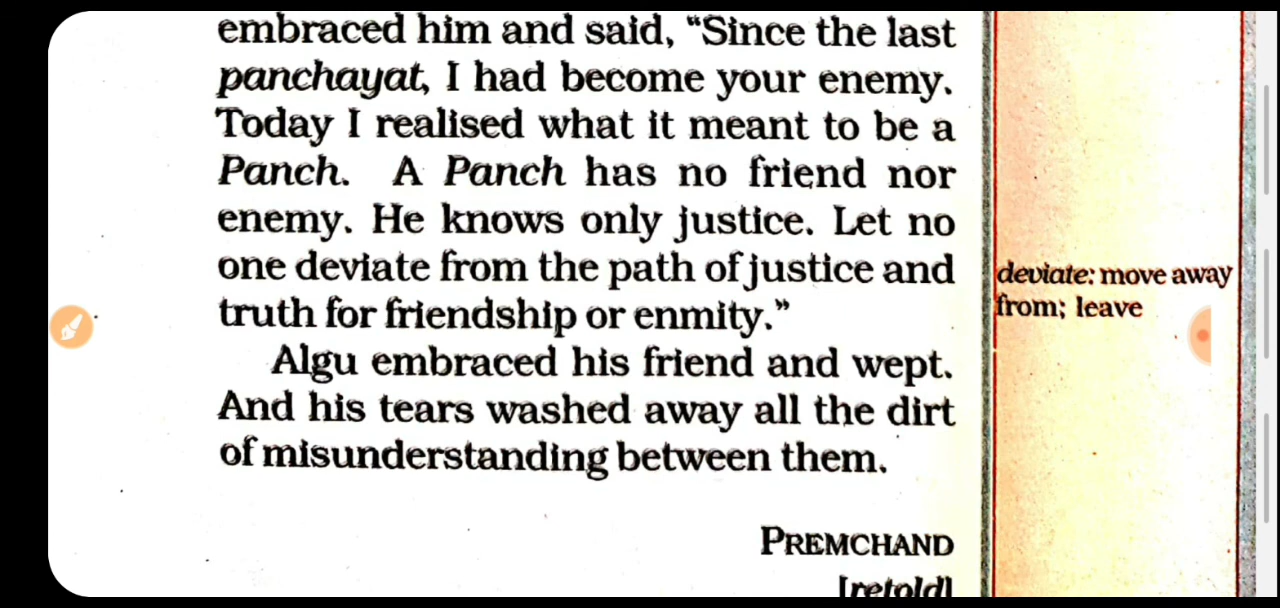 embraced him and said, “Since the last
panchayat, I had become your enemy.
Today I realised what it meant to be a
Panch. A Panch has no friend nor
enemy. He knows only justice. Let no
one deviate from the path of justice and
truth for friendship or enmity.”
Algu embraced his friend and wept.
And his tears washed away all the dirt
of misunderstanding between them.
PREMCHAND
[retold]
deviate: move away
from; leave